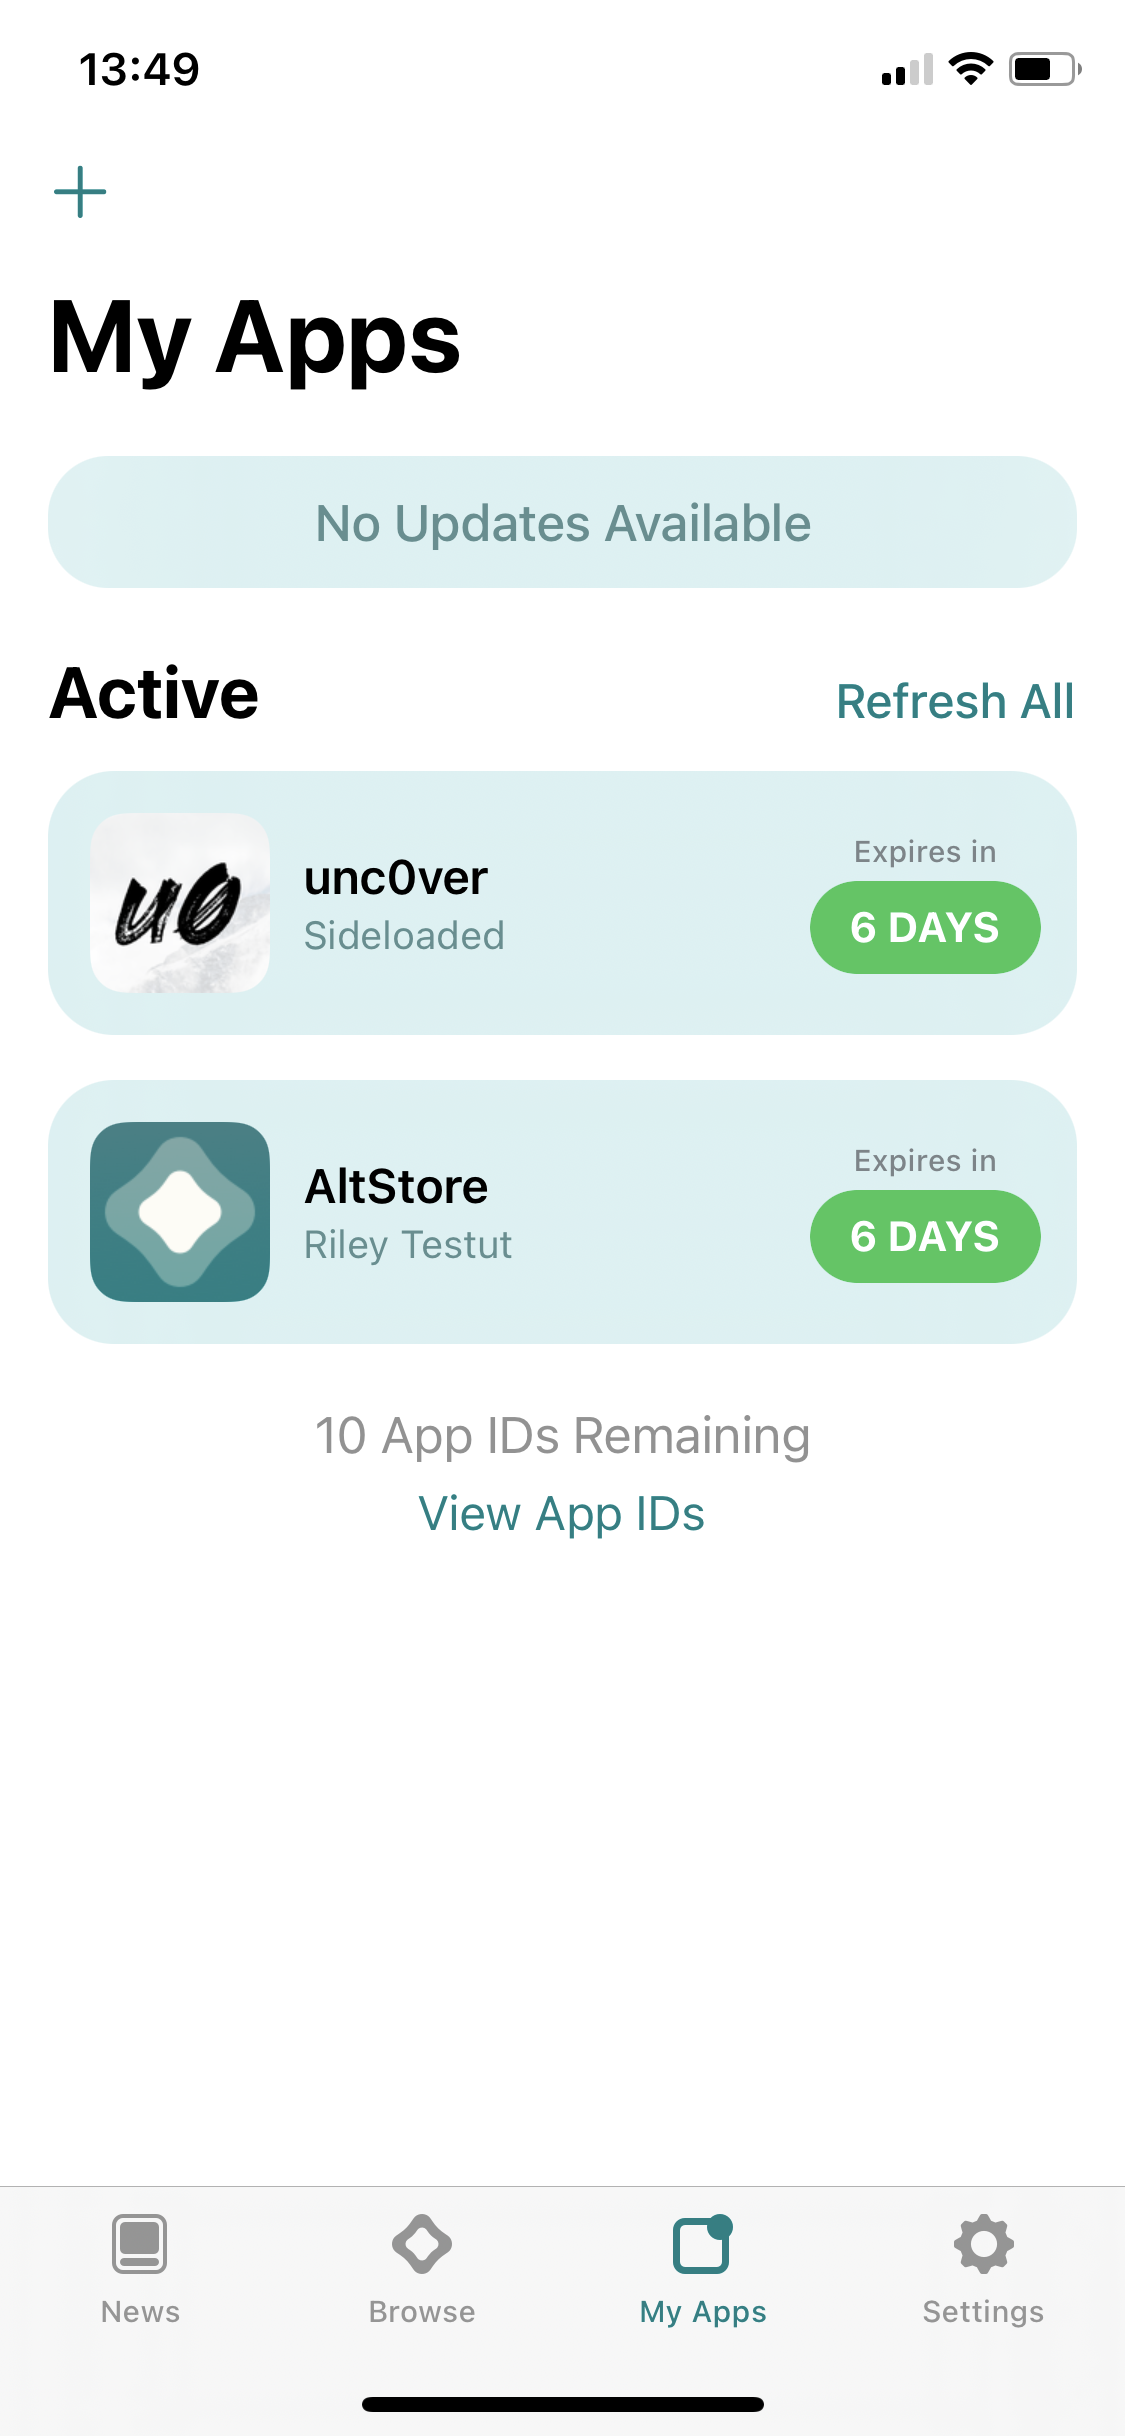 13:49
My Apps
No Updates Available
Active
Refresh All
uo
unc0ver
Sideloaded
Expires in
6 DAYS
AltStore
Riley Testut
Expires in
6 DAYS
10 App IDs Remaining
View App IDs
News
Browse
My Apps
Settings